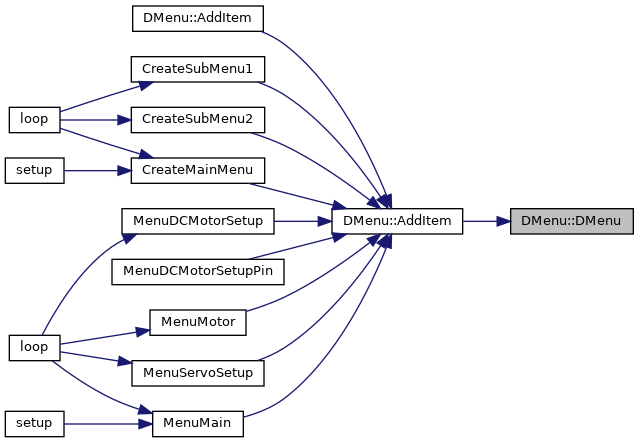 DMenu::AddItem
CreateSubMenu1
loop
CreateSubMenu2
setup
CreateMainMenu
MenuDCMotorSetup
DMenu::AddItem
DMenu::DMenu
MenuDCMotorSetupPin
MenuMotor
loop
MenuServoSetup
setup
MenuMain